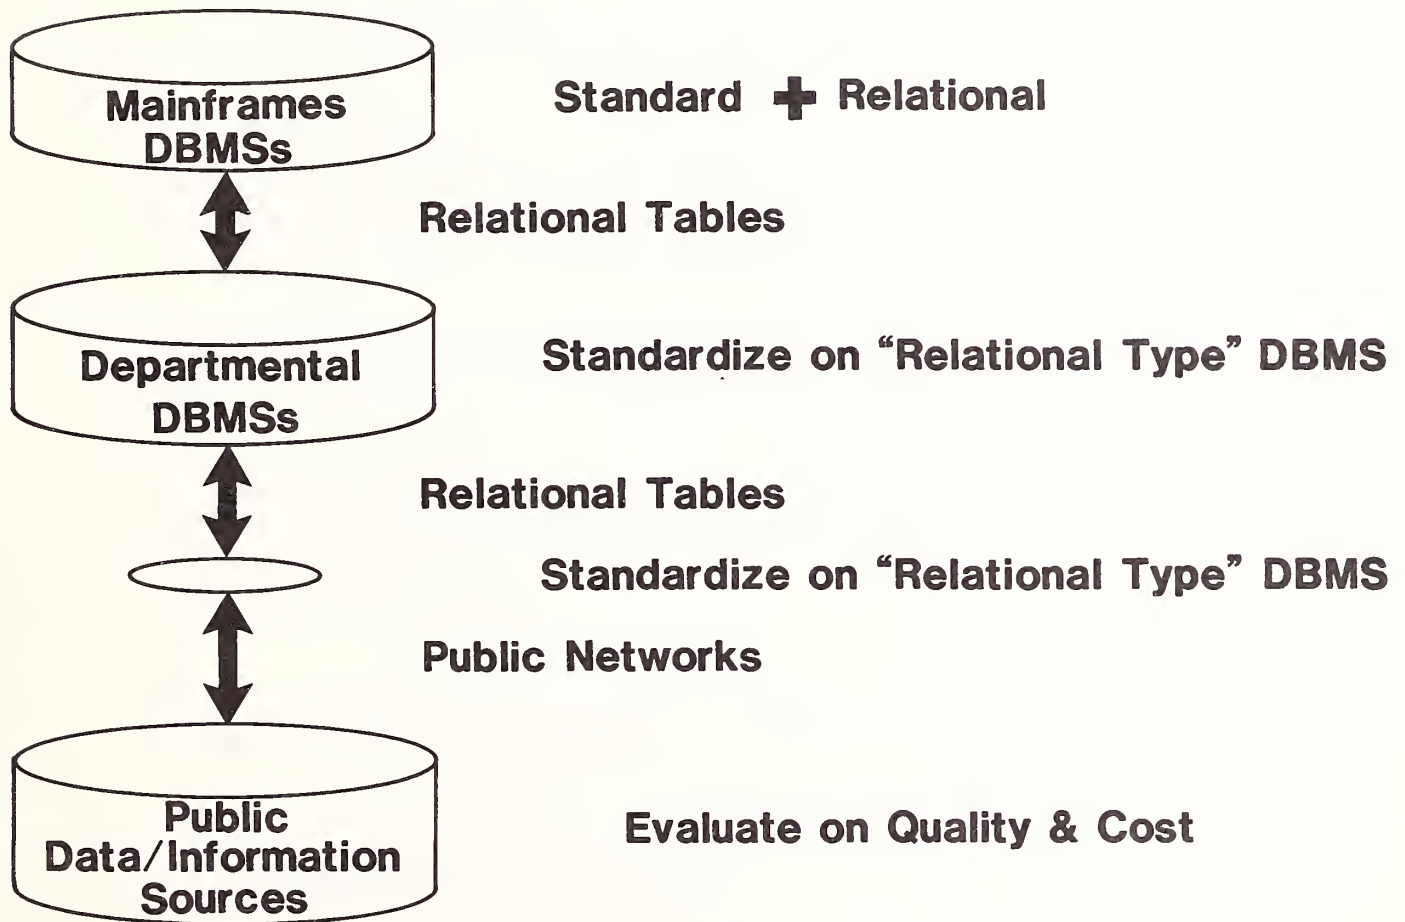 Mainframes
DBMSs
Standard + Relational
Relational Tables
Departmental
DBMSs
Standardize on “Relational Type” DBMS
Relational Tables
Standardize on “Relational Type” DBMS
Public Networks
Public
Data/Information
Sources
Evaluate on Quality & Cost